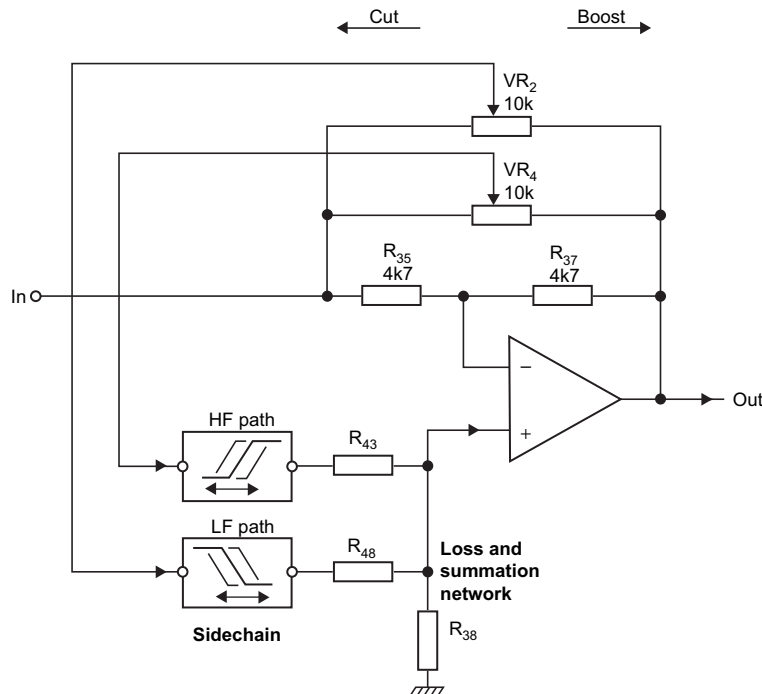 Cut
Boost
VR2
10k
VR4
10k
R35
4k7
R37
4k7
In
−
+
Out
HF path
R43
LF path
R48
Loss and
summation
network
Sidechain
R38